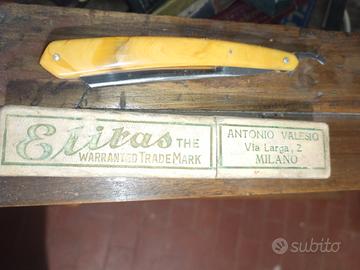 Elitas THE
WARRANTED TRADE MARK
ANTONIO VALESIO
Via Larga, 2
MILANO
subito